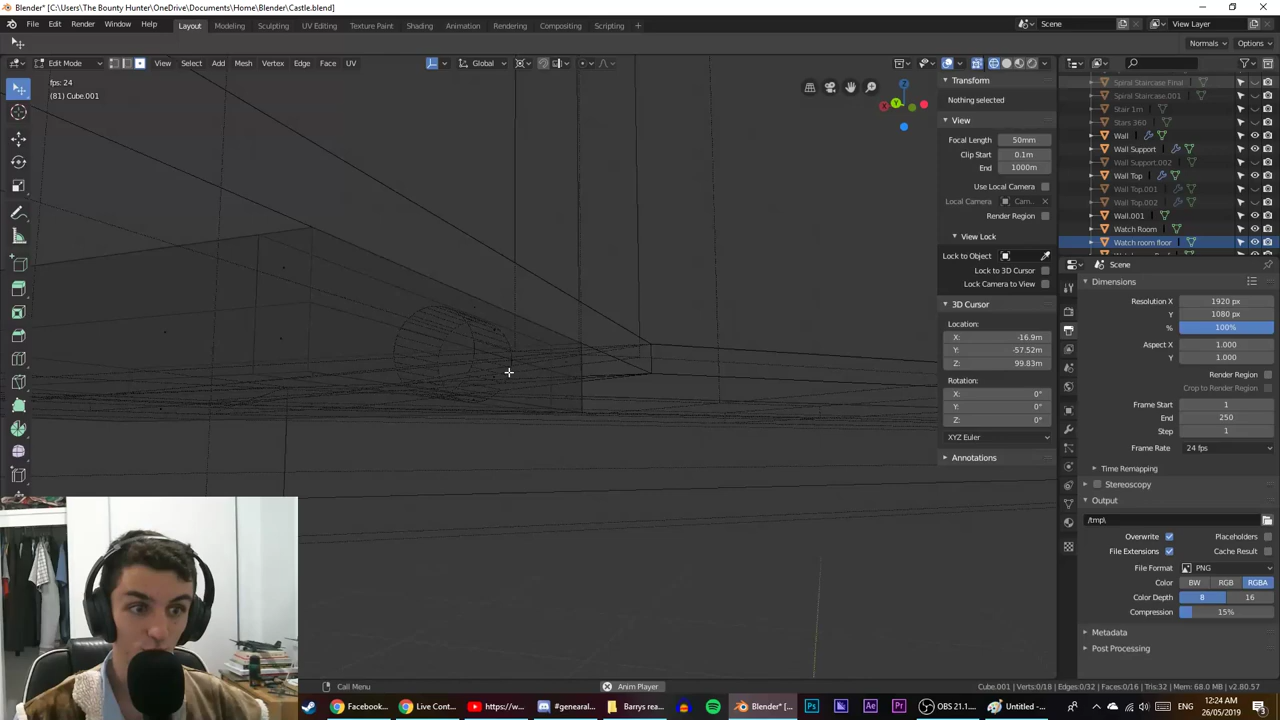 Blender* [C:\Users\The Bounty Hunter\OneDrive\Documents\Home\Blender\Castle.blend]
File Edit Render Window Help Layout Modeling Sculpting UV Editing Texture Paint Shading Animation Rendering Compositing Scripting + Scene View Layer
Normals Options
Edit Mode View Select Add Mesh Vertex Edge Face UV Global
fps: 24
(81) Cube.001
Z
Y
Transform
Nothing selected
View
Focal Length 50mm
Clip Start 0.1m
End 1000m
Use Local Camera
Local Camera Cam...
Render Region
View Lock
Lock to Object
Lock to 3D Cursor
Lock Camera to View
3D Cursor
Location:
X: -16.9m
Y: -57.52m
Z: 99.83m
Rotation:
X: 0°
Y: 0°
Z: 0°
XYZ Euler
Annotations
Spiral Staircase Final
Spiral Staircase.001
Stair 1m
Stars 360
Wall
Wall Support
Wall Support.002
Wall Top
Wall Top.001
Wall Top.002
Wall.001
Watch Room
Watch room floor
Scene
Dimensions
Resolution X 1920 px
Y 1080 px
% 100%
Aspect X 1.000
Y 1.000
Render Region
Crop to Render Region
Frame Start 1
End 250
Step 1
Frame Rate 24 fps
Time Remapping
Stereoscopy
Output
/tmp\
Overwrite Placeholders
File Extensions Cache Result
File Format PNG
Color BW RGB RGBA
Color Depth 8 16
Compression 15%
Metadata
Post Processing
Call Menu Anim Player Cube.001 | Verts:0/18 | Edges:0/32 | Faces:0/16 | Tris:32 | Mem: 68.0 MB | v2.80.57
Facebook... Live Cont... https://ww... #genearal... Barrys rea... Blender* [... Ps Ae Pr OBS 21.1... Untitled - ... ENG 12:24 AM
26/05/2019